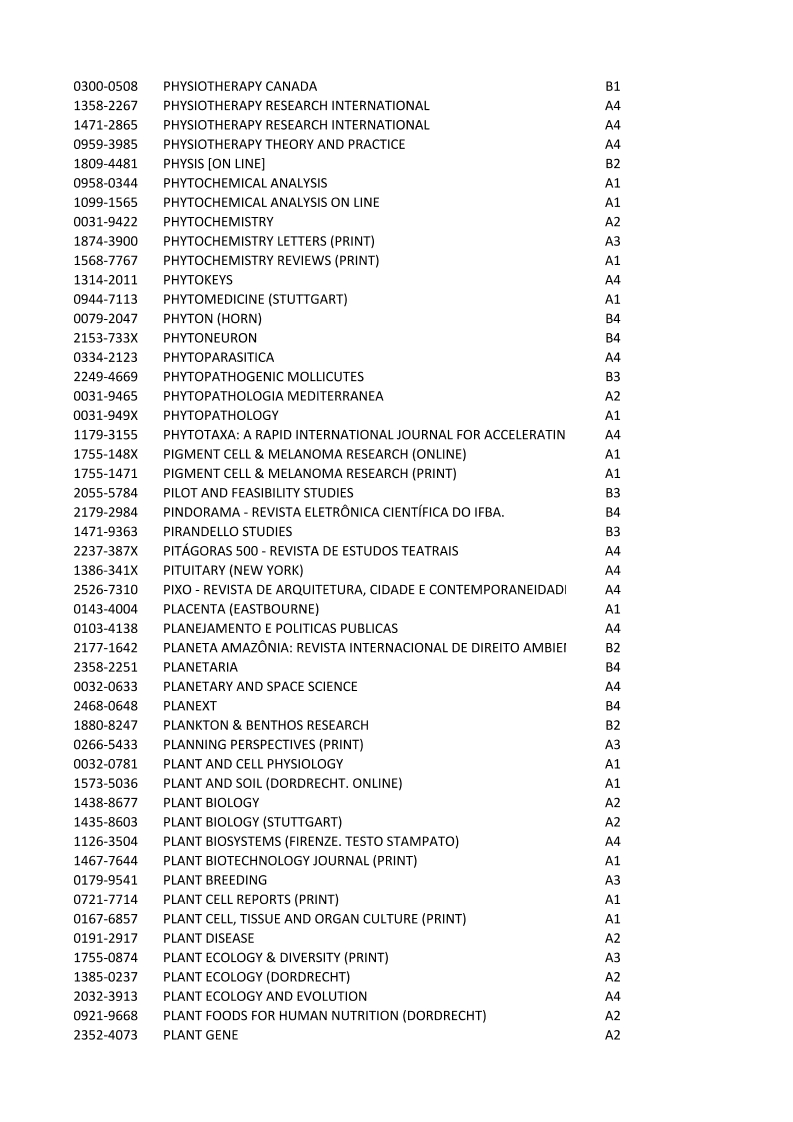 0300-0508 PHYSIOTHERAPY CANADA B1
1358-2267 PHYSIOTHERAPY RESEARCH INTERNATIONAL A4
1471-2865 PHYSIOTHERAPY RESEARCH INTERNATIONAL A4
0959-3985 PHYSIOTHERAPY THEORY AND PRACTICE A4
1809-4481 PHYSIS [ON LINE] B2
0958-0344 PHYTOCHEMICAL ANALYSIS A1
1099-1565 PHYTOCHEMICAL ANALYSIS ON LINE A1
0031-9422 PHYTOCHEMISTRY A2
1874-3900 PHYTOCHEMISTRY LETTERS (PRINT) A3
1568-7767 PHYTOCHEMISTRY REVIEWS (PRINT) A1
1314-2011 PHYTOKEYS A4
0944-7113 PHYTOMEDICINE (STUTTGART) A1
0079-2047 PHYTON (HORN) B4
2153-733X PHYTONEURON B4
0334-2123 PHYTOPARASITICA A4
2249-4669 PHYTOPATHOGENIC MOLLICUTES B3
0031-9465 PHYTOPATHOLOGIA MEDITERRANEA A2
0031-949X PHYTOPATHOLOGY A1
1179-3155 PHYTOTAXA: A RAPID INTERNATIONAL JOURNAL FOR ACCELERATIN A4
1755-148X PIGMENT CELL & MELANOMA RESEARCH (ONLINE) A1
1755-1471 PIGMENT CELL & MELANOMA RESEARCH (PRINT) A1
2055-5784 PILOT AND FEASIBILITY STUDIES B3
2179-2984 PINDORAMA - REVISTA ELETRÔNICA CIENTÍFICA DO IFBA. B4
1471-9363 PIRANDELLO STUDIES B3
2237-387X PITÁGORAS 500 - REVISTA DE ESTUDOS TEATRAIS A4
1386-341X PITUITARY (NEW YORK) A4
2526-7310 PIXO - REVISTA DE ARQUITETURA, CIDADE E CONTEMPORANEIDADI A4
0143-4004 PLACENTA (EASTBOURNE) A1
0103-4138 PLANEJAMENTO E POLITICAS PUBLICAS A4
2177-1642 PLANETA AMAZÔNIA: REVISTA INTERNACIONAL DE DIREITO AMBIEI B2
2358-2251 PLANETARIA B4
0032-0633 PLANETARY AND SPACE SCIENCE A4
2468-0648 PLANEXT B4
1880-8247 PLANKTON & BENTHOS RESEARCH B2
0266-5433 PLANNING PERSPECTIVES (PRINT) A3
0032-0781 PLANT AND CELL PHYSIOLOGY A1
1573-5036 PLANT AND SOIL (DORDRECHT. ONLINE) A1
1438-8677 PLANT BIOLOGY A2
1435-8603 PLANT BIOLOGY (STUTTGART) A2
1126-3504 PLANT BIOSYSTEMS (FIRENZE. TESTO STAMPATO) A4
1467-7644 PLANT BIOTECHNOLOGY JOURNAL (PRINT) A1
0179-9541 PLANT BREEDING A3
0721-7714 PLANT CELL REPORTS (PRINT) A1
0167-6857 PLANT CELL, TISSUE AND ORGAN CULTURE (PRINT) A1
0191-2917 PLANT DISEASE A2
1755-0874 PLANT ECOLOGY & DIVERSITY (PRINT) A3
1385-0237 PLANT ECOLOGY (DORDRECHT) A2
2032-3913 PLANT ECOLOGY AND EVOLUTION A4
0921-9668 PLANT FOODS FOR HUMAN NUTRITION (DORDRECHT) A2
2352-4073 PLANT GENE A2